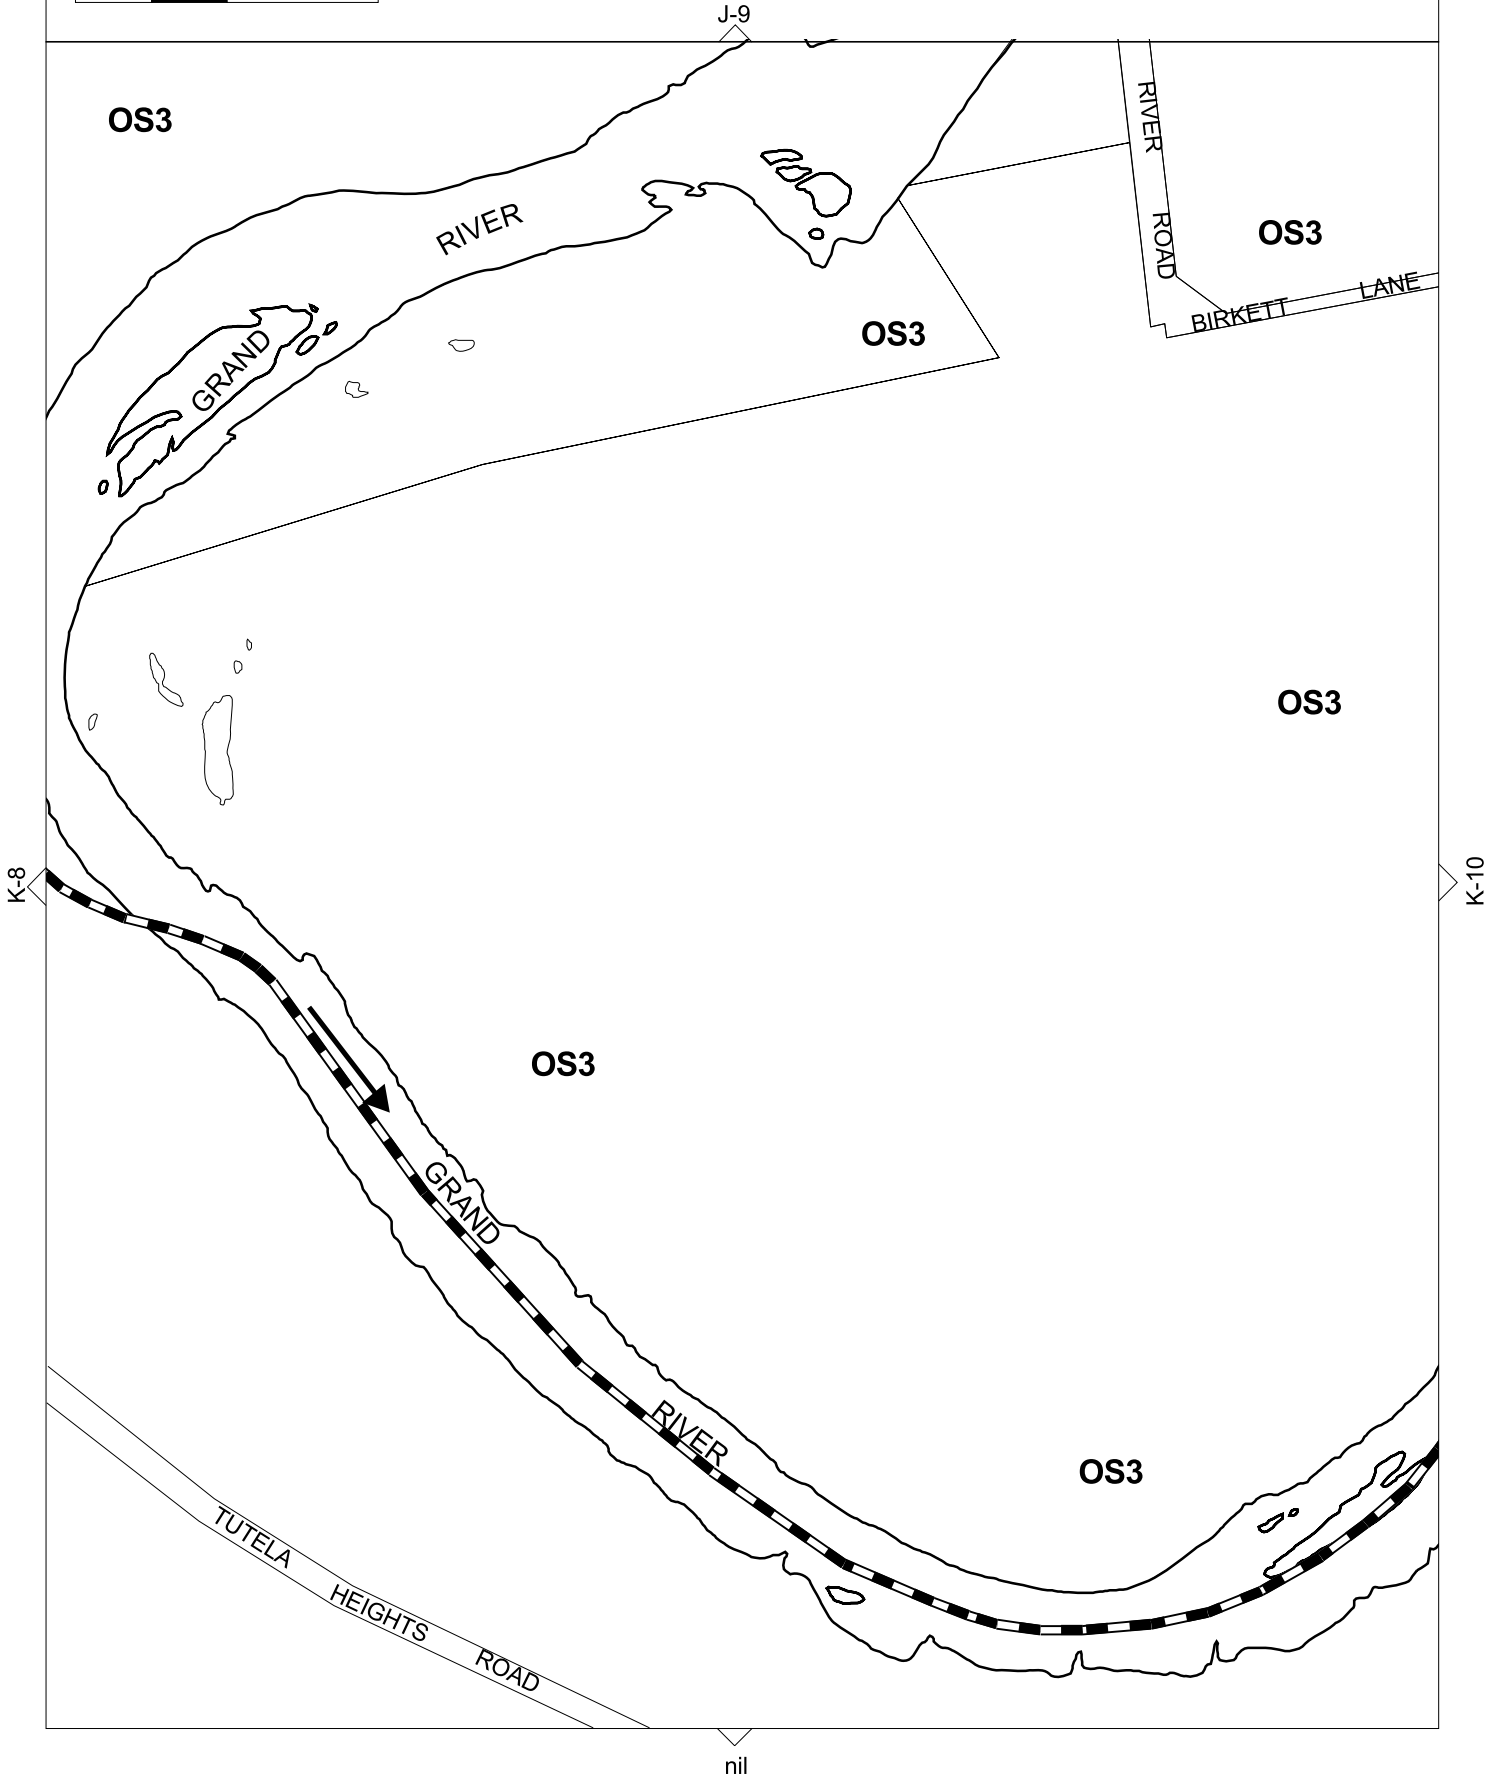 J-9
OS3
RIVER
ROAD
RIVER
OS3
BIRKETT LANE
OS3
GRAND
OS3
K-8
K-10
OS3
GRAND
RIVER
OS3
TUTELA
HEIGHTS
ROAD
nil